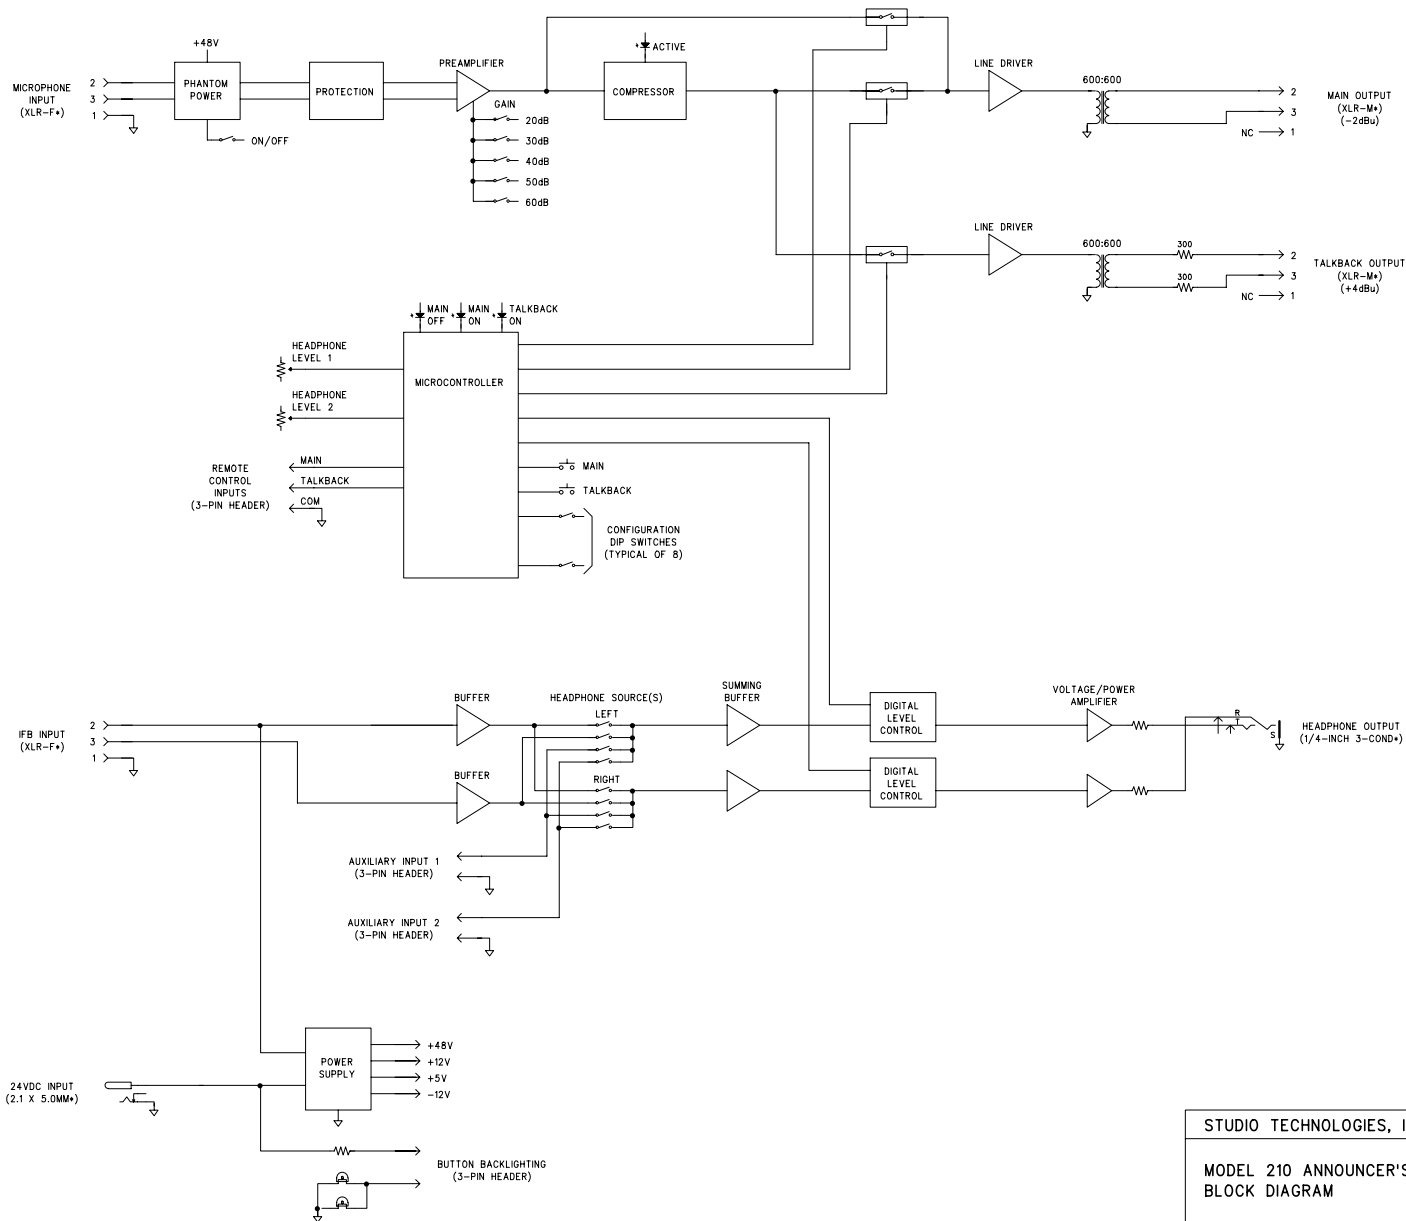 +48V
MICROPHONE
INPUT
(XLR-F*)
2
3
1
PHANTOM
POWER
ON/OFF
PROTECTION
PREAMPLIFIER
GAIN
20dB
30dB
40dB
50dB
60dB
ACTIVE
COMPRESSOR
LINE DRIVER
600:600
2
3
NC
1
MAIN OUTPUT
(XLR-M*)
(-2dBu)
LINE DRIVER
600:600
300
300
2
3
NC
1
TALKBACK OUTPUT
(XLR-M*)
(+4dBu)
MAIN
OFF
MAIN
ON
TALKBACK
ON
HEADPHONE
LEVEL 1
HEADPHONE
LEVEL 2
MICROCONTROLLER
REMOTE
CONTROL
INPUTS
(3-PIN HEADER)
MAIN
TALKBACK
COM
MAIN
TALKBACK
CONFIGURATION
DIP SWITCHES
(TYPICAL OF 8)
IFB INPUT
(XLR-F*)
2
3
1
BUFFER
BUFFER
HEADPHONE SOURCE(S)
LEFT
RIGHT
SUMMING
BUFFER
DIGITAL
LEVEL
CONTROL
DIGITAL
LEVEL
CONTROL
VOLTAGE/POWER
AMPLIFIER
R
T
S
HEADPHONE OUTPUT
(1/4-INCH 3-COND*)
AUXILIARY INPUT 1
(3-PIN HEADER)
AUXILIARY INPUT 2
(3-PIN HEADER)
24VDC INPUT
(2.1 X 5.0MM*)
POWER
SUPPLY
+48V
+12V
+5V
-12V
BUTTON BACKLIGHTING
(3-PIN HEADER)
STUDIO TECHNOLOGIES, I
MODEL 210 ANNOUNCER'S
BLOCK DIAGRAM